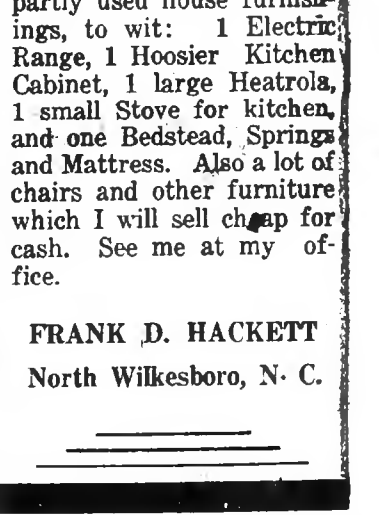 partly used house furnish-
ings, to wit: 1 Electric
Range, 1 Hoosier Kitchen
Cabinet, 1 large Heatrola,
1 small Stove for kitchen,
and one Bedstead, Springs
and Mattress. Also a lot of
chairs and other furniture
which I will sell cheap for
cash. See me at my of-
fice.
FRANK D. HACKETT
North Wilkesboro, N. C.